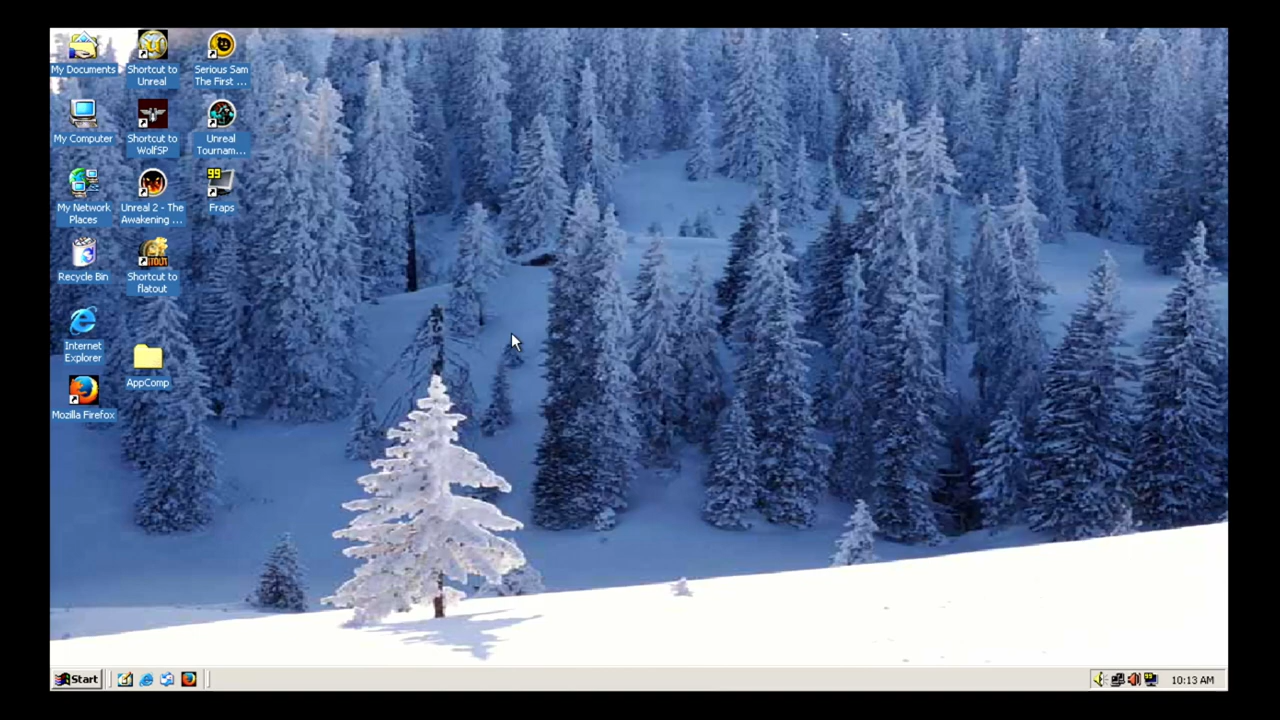 My Documents
Shortcut to
Unreal
Serious Sam
The First ...
My Computer
Shortcut to
WolfSP
Unreal
Tournam...
My Network
Places
Unreal 2 - The
Awakening ...
99
Fraps
Recycle Bin
Shortcut to
flatout
Internet
Explorer
AppComp
Mozilla Firefox
Start
10:13 AM